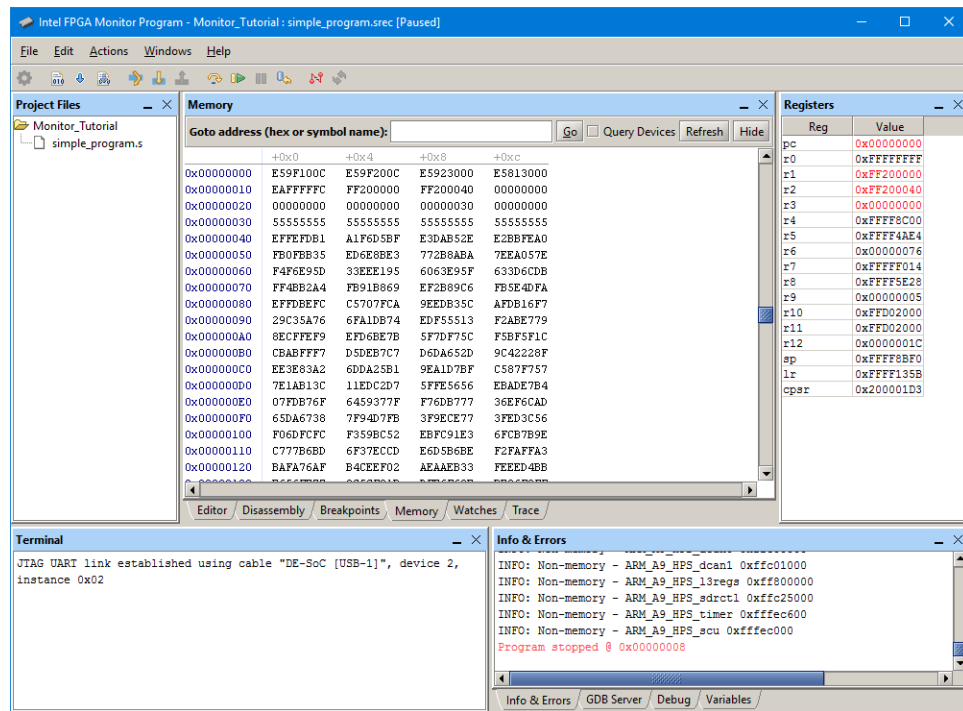 Intel FPGA Monitor Program - Monitor_Tutorial : simple_program.srec [Paused]
File Edit Actions Windows Help
Project Files
Monitor_Tutorial
simple_program.s
Memory
Goto address (hex or symbol name): Go Query Devices Refresh Hide
+0x0 +0x4 +0x8 +0xc
0x00000000 E59F100C E59F200C E5923000 E5813000
0x00000010 EAFFFFFC FF200000 FF200040 00000000
0x00000020 00000000 00000000 00000030 00000000
0x00000030 55555555 55555555 55555555 55555555
0x00000040 EFFEFDB1 A1F6D5BF E3DAB52E E2BBFEA0
0x00000050 FB0FBB35 ED6E8BE3 772B8ABA 7EEA057E
0x00000060 F4F6E95D 33EEE195 6063E95F 633D6CDB
0x00000070 FF4BB2A4 FB91B869 EF2B89C6 FB5E4DFA
0x00000080 EFFDBEFC C5707FCA 9EEDB35C AFDB16F7
0x00000090 29C35A76 6FA1DB74 EDF55513 F2ABE779
0x000000A0 8ECFFEF9 EFD6BE7B 5F7DF75C F5BF5F1C
0x000000B0 CBABFFF7 D5DEB7C7 D6DA652D 9C42228F
0x000000C0 EE3E83A2 6DDA25B1 9EA1D7BF C587F757
0x000000D0 7E1AB13C 11EDC2D7 5FFE5656 EBADE7B4
0x000000E0 07FDB76F 6459377F F76DB777 36EF6CAD
0x000000F0 65DA6738 7F94D7FB 3F9ECE77 3FED3C56
0x00000100 F06DFCFC F359BC52 EBFC91E3 6FCB7B9E
0x00000110 C777B6BD 6F37ECCD E6D5B6BE F2FAFFA3
0x00000120 BAFA76AF B4CEEF02 AEAAEB33 FEEED4BB
Editor Disassembly Breakpoints Memory Watches Trace
Registers
Reg Value
pc 0x00000000
r0 0xFFFFFFFF
r1 0xFF200000
r2 0xFF200040
r3 0x00000000
r4 0xFFFF8C00
r5 0xFFFF4AE4
r6 0x00000076
r7 0xFFFFF014
r8 0xFFFF5E28
r9 0x00000005
r10 0xFFD02000
r11 0xFFD02000
r12 0x0000001C
sp 0xFFFF8BF0
lr 0xFFFF135B
cpsr 0x200001D3
Terminal
JTAG UART link established using cable "DE-SoC [USB-1]", device 2,
instance 0x02
Info & Errors
INFO: Non-memory - ARM_A9_HPS_dcan1 0xffc01000
INFO: Non-memory - ARM_A9_HPS_l3regs 0xff800000
INFO: Non-memory - ARM_A9_HPS_sdrctl 0xffc25000
INFO: Non-memory - ARM_A9_HPS_timer 0xfffec600
INFO: Non-memory - ARM_A9_HPS_scu 0xfffec000
Program stopped @ 0x00000008
Info & Errors GDB Server Debug Variables